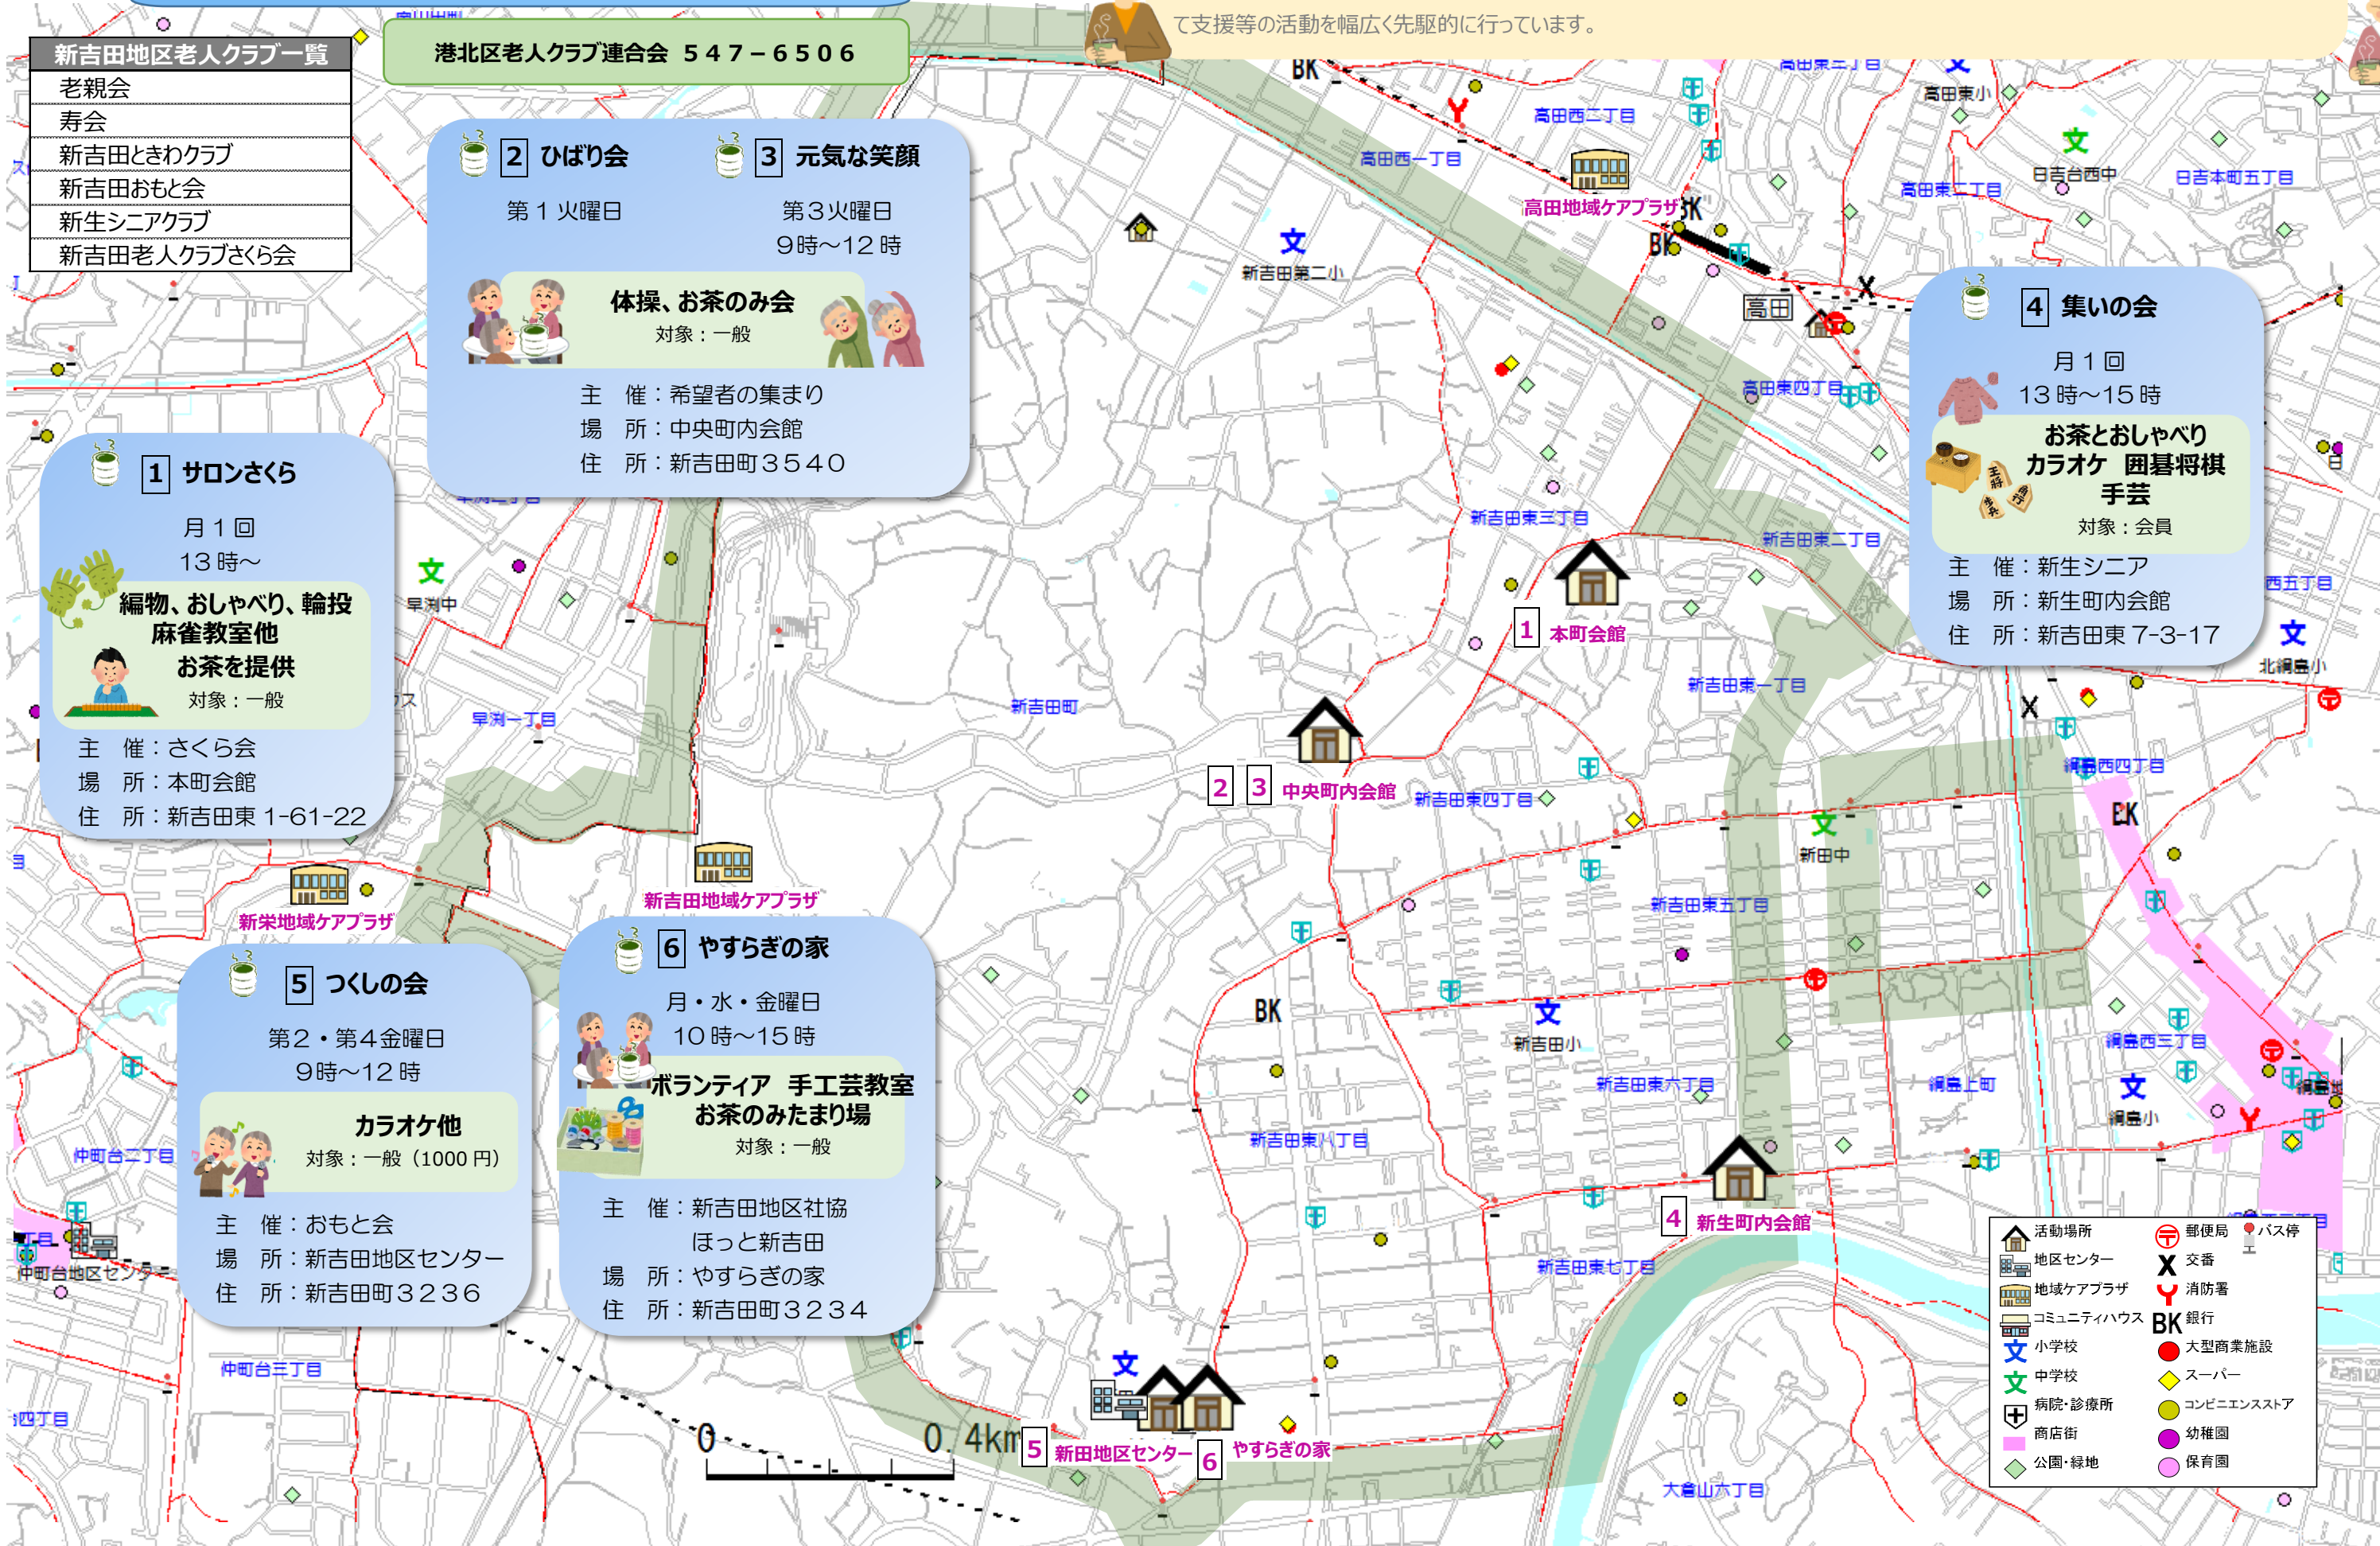 て支援等の活動を幅広く先駆的に行っています。
港北区老人クラブ連合会 ５４７－６５０６
新吉田地区老人クラブ一覧
老親会
寿会
新吉田ときわクラブ
新吉田おもと会
新生シニアクラブ
新吉田老人クラブさくら会
2 ひばり会
第１火曜日
3 元気な笑顔
第３火曜日
９時～12時
体操、お茶のみ会
対象：一般
主　催：希望者の集まり
場　所：中央町内会館
住　所：新吉田町３５４０
4 集いの会
月１回
13時～15時
お茶とおしゃべり
カラオケ　囲碁将棋
手芸
対象：会員
主　催：新生シニア
場　所：新生町内会館
住　所：新吉田東 7-3-17
1 サロンさくら
月１回
13時～
編物、おしゃべり、輪投
麻雀教室他
お茶を提供
対象：一般
主　催：さくら会
場　所：本町会館
住　所：新吉田東 1-61-22
5 つくしの会
第２・第４金曜日
９時～12時
カラオケ他
対象：一般（1000 円）
主　催：おもと会
場　所：新吉田地区センター
住　所：新吉田町３２３６
6 やすらぎの家
月・水・金曜日
10時～15時
ボランティア　手工芸教室
お茶のみたまり場
対象：一般
主　催：新吉田地区社協
ほっと新吉田
場　所：やすらぎの家
住　所：新吉田町３２３４
BK
高田東三丁目
高田東小
高田西二丁目
高田西一丁目
日吉台西中
日吉本町五丁目
高田東二丁目
高田地域ケアプラザ
BK
BK
新吉田第二小
高田
高田東四丁目
新吉田東三丁目
新吉田東二丁目
1 本町会館
西五丁目
北綱島小
早渕中
早渕一丁目
新吉田町
新吉田東一丁目
2 3 中央町内会館
新吉田東四丁目
綱島西四丁目
BK
新田中
新吉田地域ケアプラザ
新栄地域ケアプラザ
新吉田東五丁目
BK
新吉田小
綱島西三丁目
新吉田東六丁目
綱島上町
綱島小
新吉田東八丁目
仲町台二丁目
4 新生町内会館
新吉田東七丁目
仲町台地区センター
仲町台三丁目
0 0.4km
5 新田地区センター
6 やすらぎの家
大倉山六丁目
活動場所
地区センター
地域ケアプラザ
コミュニティハウス
小学校
中学校
病院・診療所
商店街
公園・緑地
郵便局
バス停
交番
消防署
BK 銀行
大型商業施設
スーパー
コンビニエンスストア
幼稚園
保育園